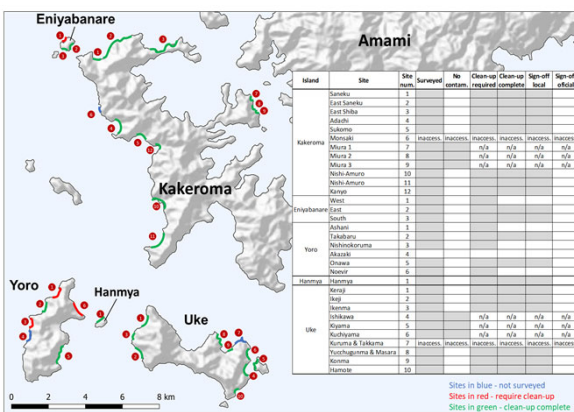 Eniyabanare
Amami
Kakeroma
Yoro
Hanmya
Uke
Island Site Site num. Surveyed No contam. Clean-up required Clean-up complete Sign-off local Sign-off oficial
Kakeroma
Saneku 1
East Saneku 2
East Shiba 3
Adachi 4
Sukomo 5
Monsaki 6 inaccess. inaccess. inaccess. inaccess. inaccess. inaccess.
Miura 1 7 n/a n/a n/a n/a
Miura 2 8 n/a n/a n/a n/a
Miura 3 9 n/a n/a n/a n/a
Nishi-Amuro 10
Nishi-Amuro 11
Kanyo 12
Eniyabanare
West 1
East 2
South 3
Yoro
Ashani 1
Takabaru 2
Nishinokoruma 3
Akazaki 4
Onawa 5
Noevir 6
Hanmya Hanmya 1
Uke
Keraji 1
Ikeji 2
Ikenma 3
Ishikawa 4 n/a n/a n/a n/a
Kiyama 5 n/a n/a n/a n/a
Kuchiyama 6 n/a n/a n/a n/a
Kuruma & Takkama 7 inaccess. inaccess. inaccess. inaccess. inaccess. inaccess.
Yucchugunma & Masara 8
Konma 9
Hamote 10
0 2 4 8 km
Sites in blue - not surveyed
Sites in red - require clean-up
Sites in green - clean-up complete